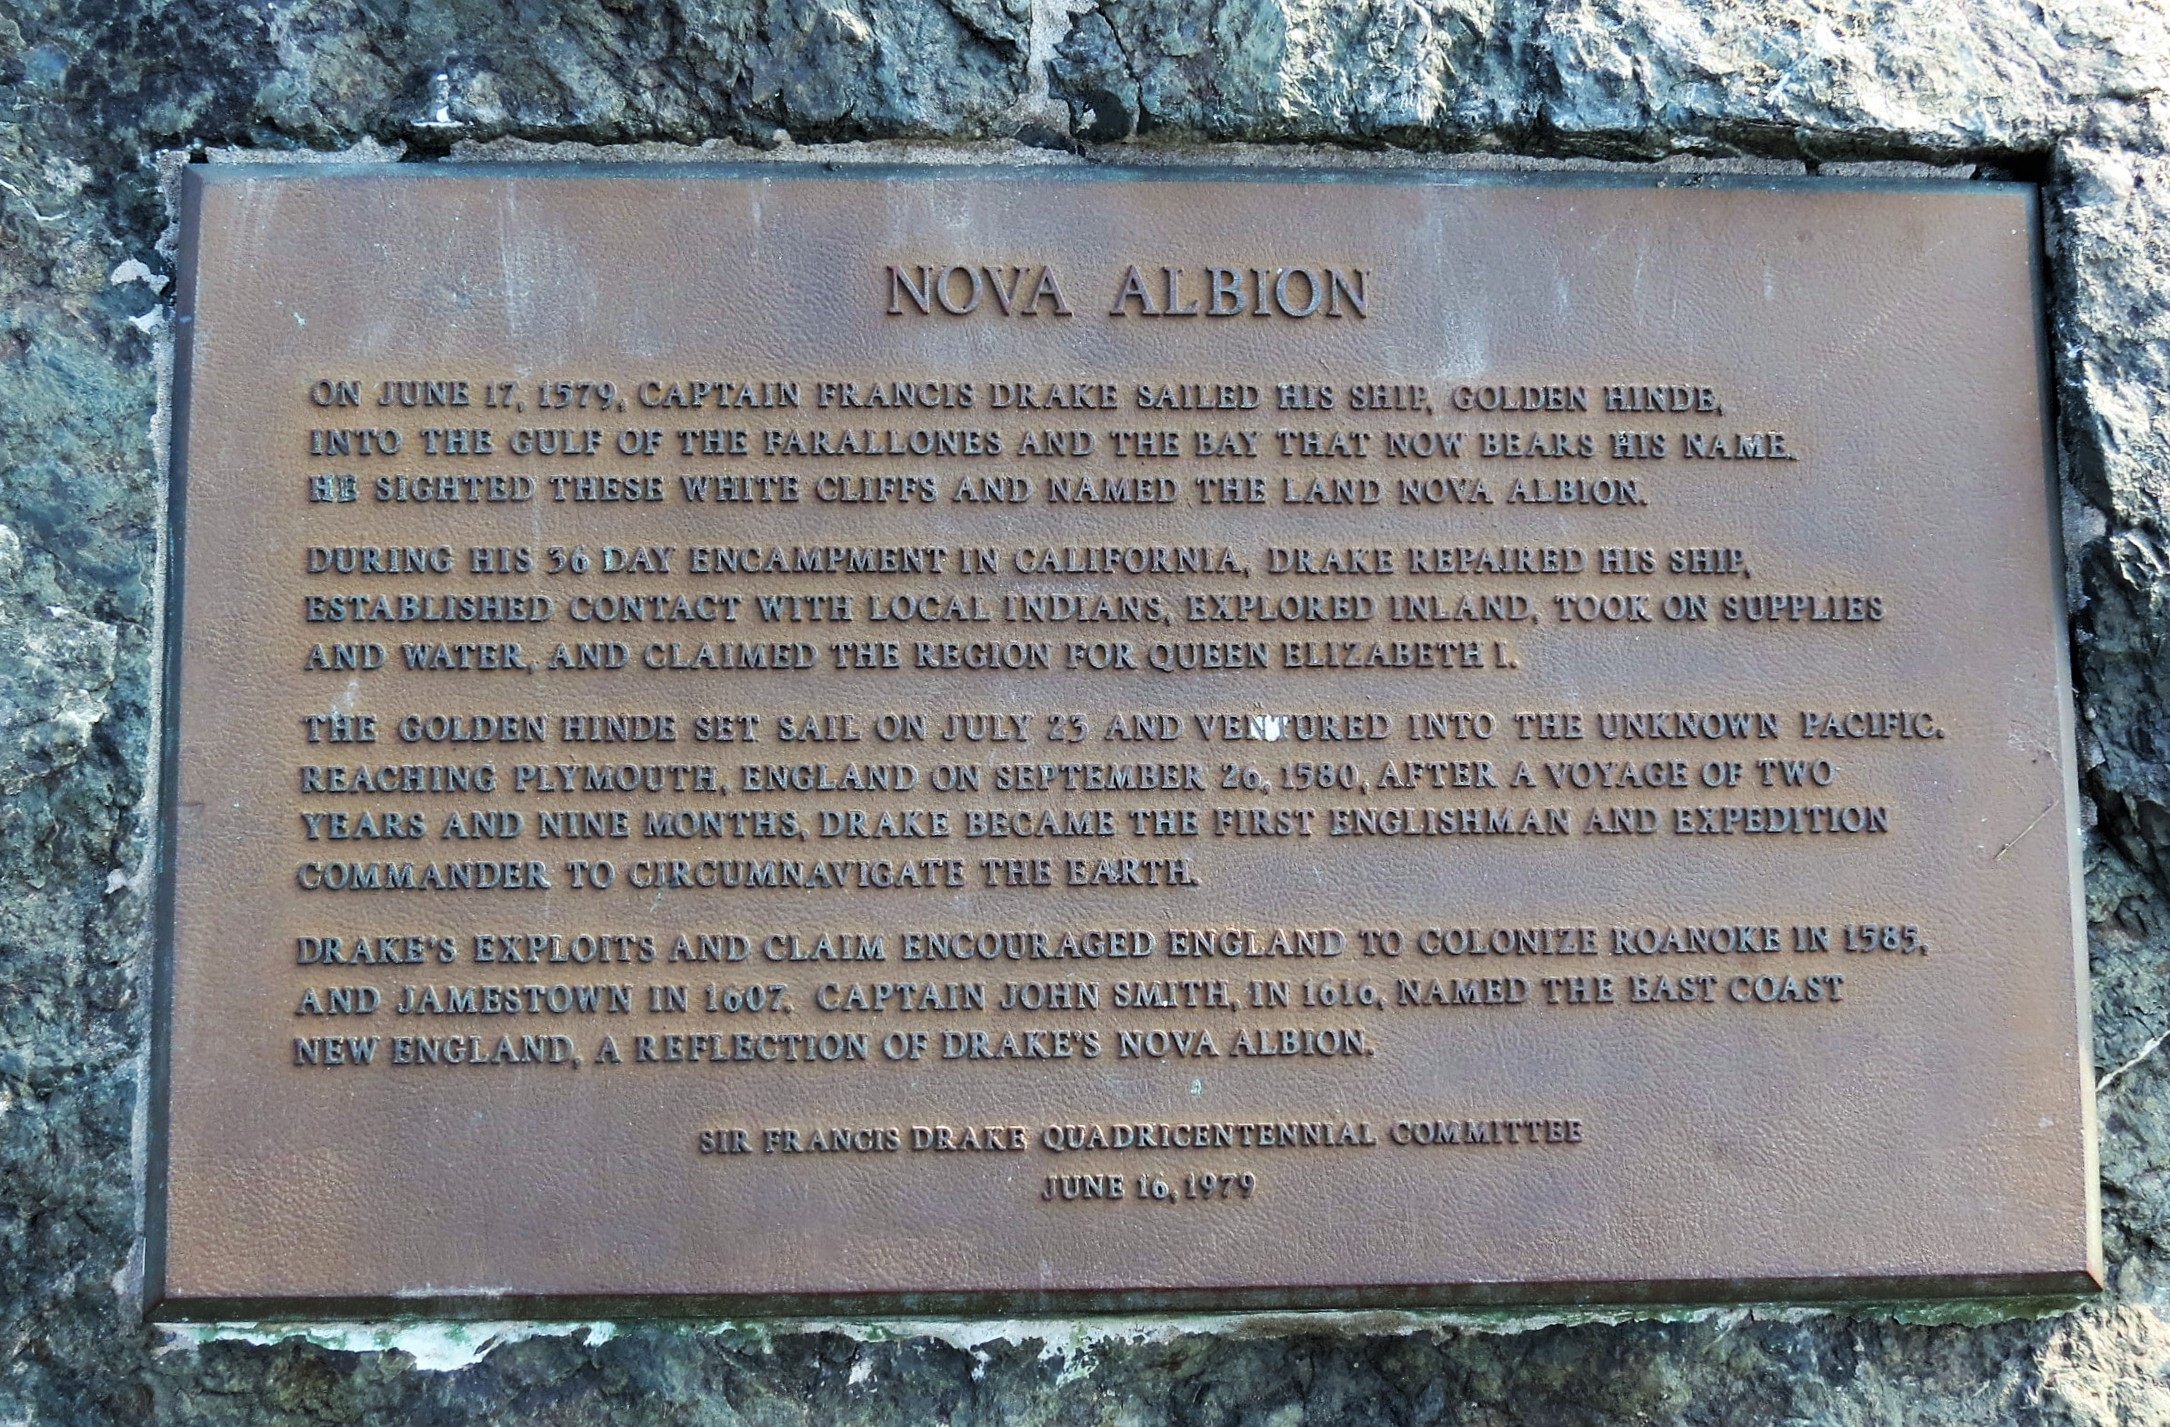 NOVA ALBION
ON JUNE 17, 1579, CAPTAIN FRANCIS DRAKE SAILED HIS SHIP, GOLDEN HINDE,
INTO THE GULF OF THE FARALLONES AND THE BAY THAT NOW BEARS HIS NAME.
HE SIGHTED THESE WHITE CLIFFS AND NAMED THE LAND NOVA ALBION.
DURING HIS 36 DAY ENCAMPMENT IN CALIFORNIA, DRAKE REPAIRED HIS SHIP,
ESTABLISHED CONTACT WITH LOCAL INDIANS, EXPLORED INLAND, TOOK ON SUPPLIES
AND WATER, AND CLAIMED THE REGION FOR QUEEN ELIZABETH I.
THE GOLDEN HINDE SET SAIL ON JULY 23 AND VENTURED INTO THE UNKNOWN PACIFIC.
REACHING PLYMOUTH, ENGLAND ON SEPTEMBER 26, 1580, AFTER A VOYAGE OF TWO
YEARS AND NINE MONTHS, DRAKE BECAME THE FIRST ENGLISHMAN AND EXPEDITION
COMMANDER TO CIRCUMNAVIGATE THE EARTH.
DRAKE'S EXPLOITS AND CLAIM ENCOURAGED ENGLAND TO COLONIZE ROANOKE IN 1585,
AND JAMESTOWN IN 1607. CAPTAIN JOHN SMITH, IN 1616, NAMED THE EAST COAST
NEW ENGLAND, A REFLECTION OF DRAKE'S NOVA ALBION.
SIR FRANCIS DRAKE QUADRICENTENNIAL COMMITTEE
JUNE 16, 1979